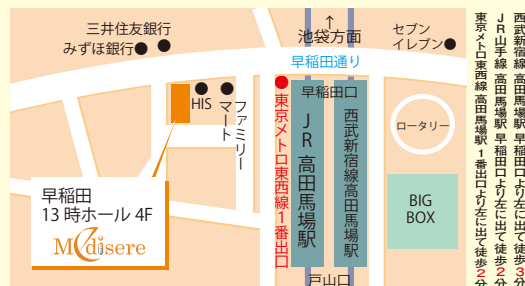 三井住友銀行
みずほ銀行
↑
池袋方面
セブン
イレブン
早稲田通り
HIS
ファミリー
マート
早稲田口
東京メトロ東西線1番出口
JR高田馬場駅
西武新宿線高田馬場駅
ロータリー
BIG
BOX
早稲田
13時ホール 4F
Modisere
戸山口
西武新宿線 高田馬場駅 早稲田口より左に出て徒歩3分
JR山手線 高田馬場駅 早稲田口より左に出て徒歩2分
東京メトロ東西線 高田馬場駅 1番出口より左に出て徒歩2分